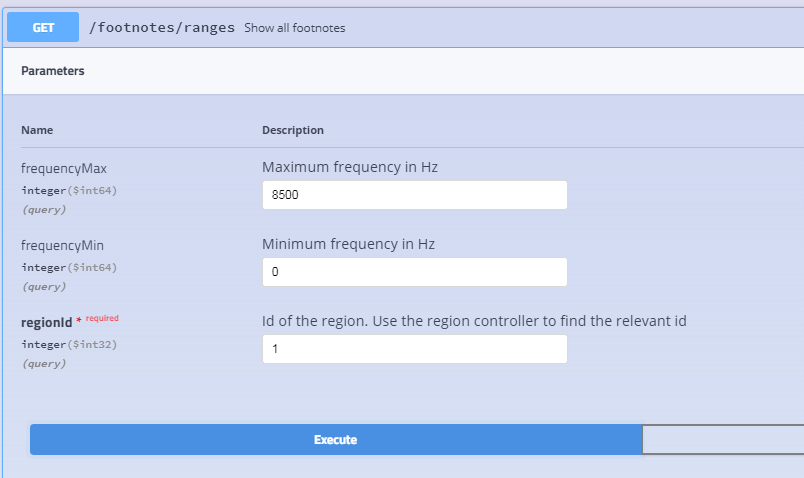 GET /footnotes/ranges Show all footnotes
Parameters
Name Description
frequencyMax Maximum frequency in Hz
integer($int64) 8500
(query)
frequencyMin Minimum frequency in Hz
integer($int64) 0
(query)
regionId * required Id of the region. Use the region controller to find the relevant id
integer($int32) 1
(query)
Execute